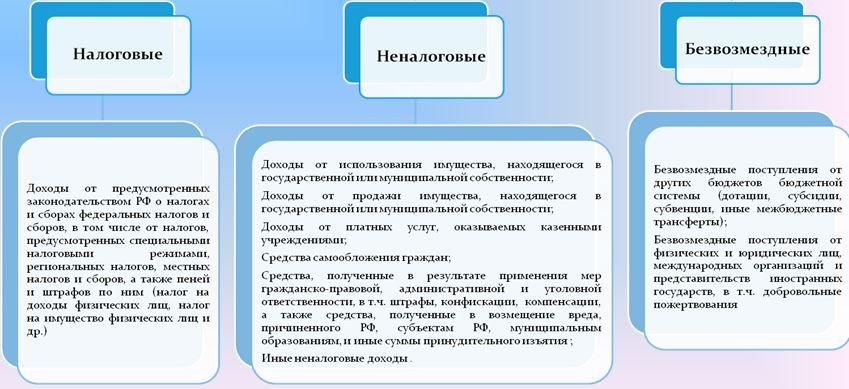 Налоговые
Доходы от предусмотренных
законодательством РФ о налогах
и сборах федеральных налогов и
сборов, в том числе от налогов,
предусмотренных специальными
налоговыми режимами,
региональных налогов, местных
налогов и сборов, а также пеней
и штрафов по ним (налог на
доходы физических лиц, налог
на имущество физических лиц и
др.)
Неналоговые
Доходы от использования имущества, находящегося в
государственной или муниципальной собственности;
Доходы от продажи имущества, находящегося в
государственной или муниципальной собственности;
Доходы от платных услуг, оказываемых казенными
учреждениями;
Средства самообложения граждан;
Средства, полученные в результате применения мер
гражданско-правовой, административной и уголовной
ответственности, в т.ч. штрафы, конфискации, компенсации,
а также средства, полученные в возмещение вреда,
причиненного РФ, субъектам РФ, муниципальным
образованиям, и иные суммы принудительного изъятия ;
Иные неналоговые доходы .
Безвозмездные
Безвозмездные поступления от
других бюджетов бюджетной
системы (дотации, субсидии,
субвенции, иные межбюджетные
трансферты);
Безвозмездные поступления от
физических и юридических лиц,
международных организаций и
представительств иностранных
государств, в т.ч. добровольные
пожертвования